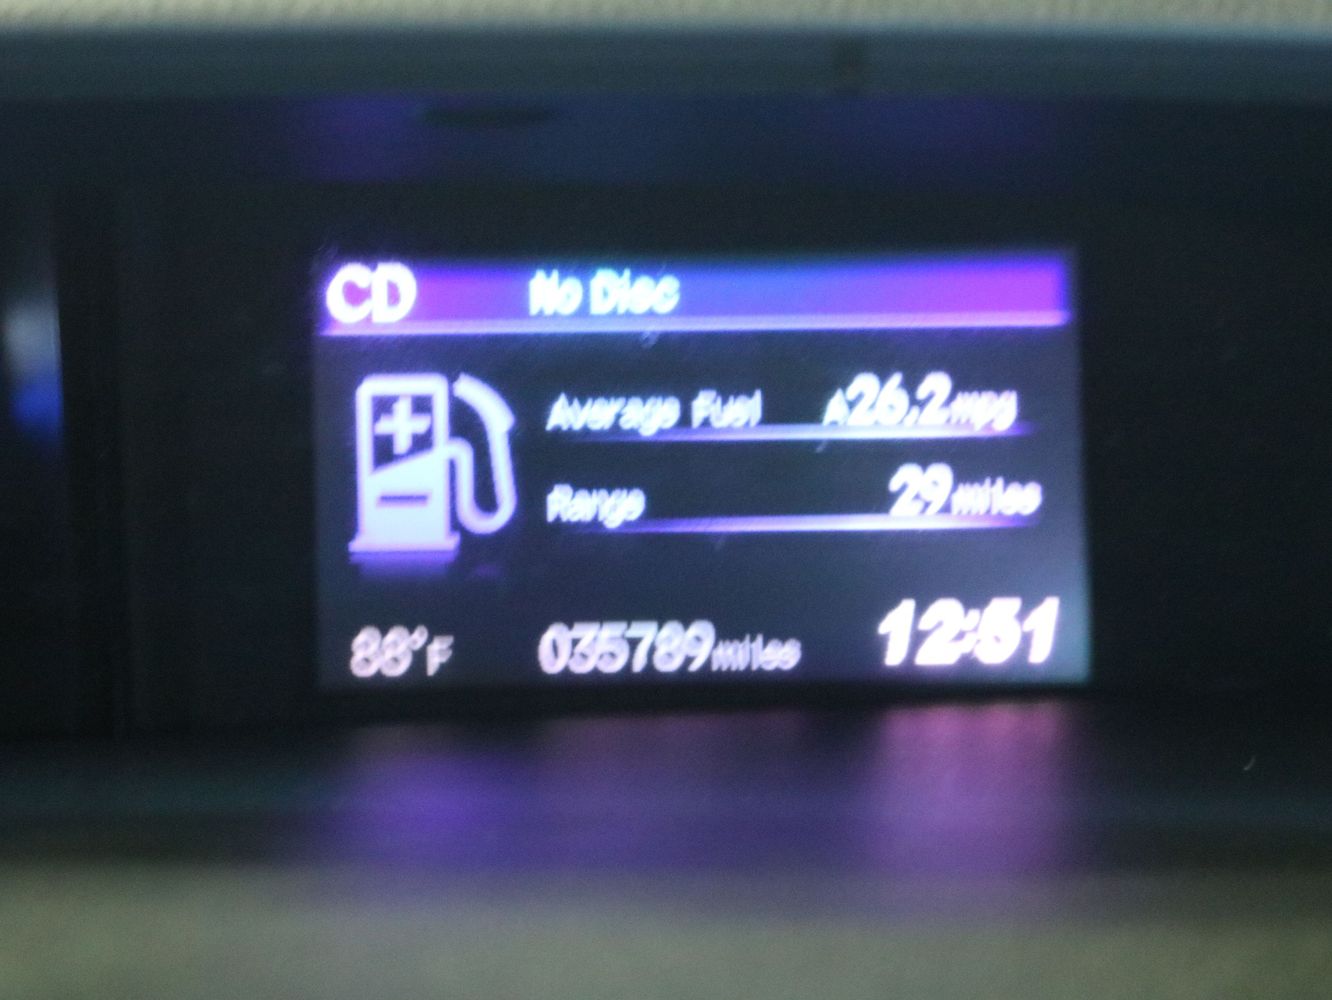 CD No Disc
Average Fuel A26.2mpg
Range 29miles
88°F 035789miles 12:51